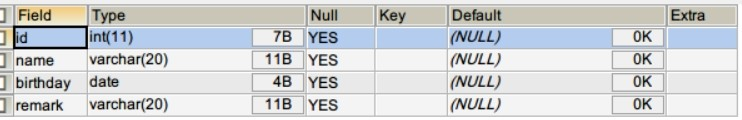 Field Type Null Key Default Extra
id int(11) 7B YES (NULL) 0K
name varchar(20) 11B YES (NULL) 0K
birthday date 4B YES (NULL) 0K
remark varchar(20) 11B YES (NULL) 0K